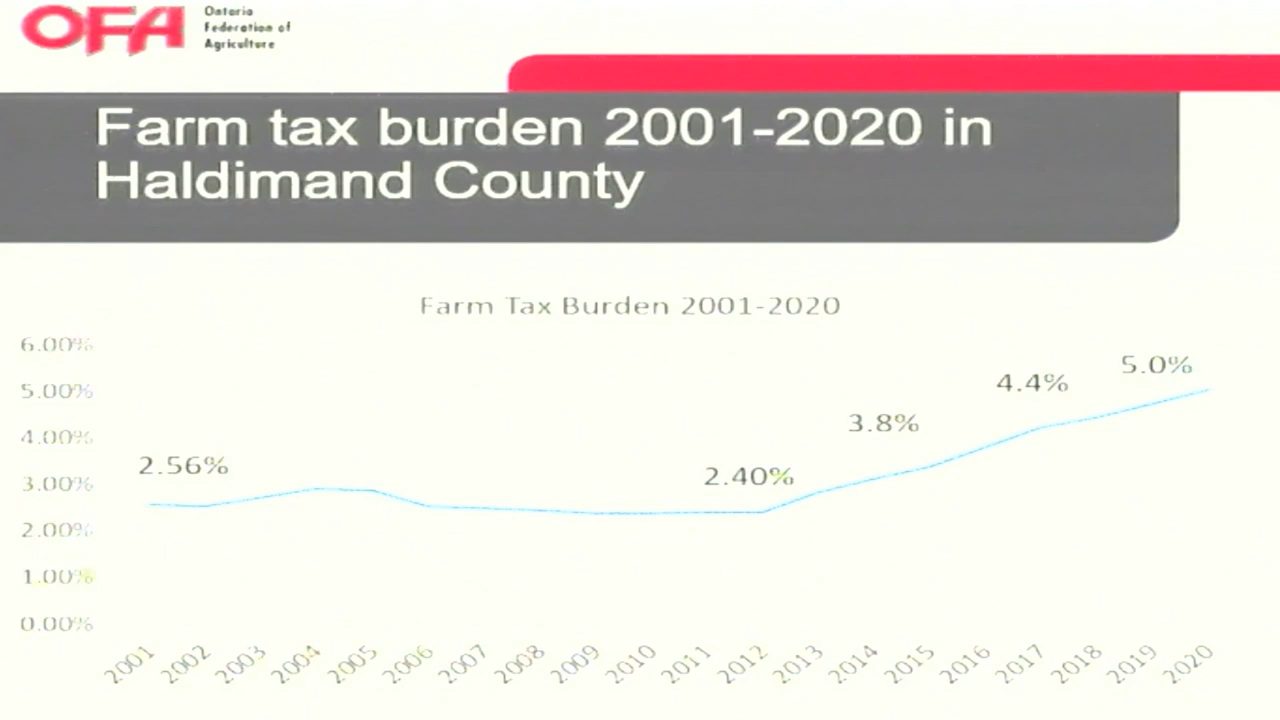 OFA
Ontario
Federation of
Agriculture
Farm tax burden 2001-2020 in
Haldimand County
Farm Tax Burden 2001-2020
6.00%
5.00%
4.00%
3.00%
2.00%
1.00%
0.00%
2.56%
2.40%
3.8%
4.4%
5.0%
2001 2002 2003 2004 2005 2006 2007 2008 2009 2010 2011 2012 2013 2014 2015 2016 2017 2018 2019 2020